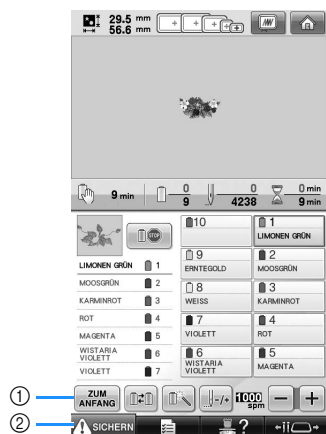 29.5 mm
56.6 mm
9 min
0
9
0
4238
0 min
9 min
LIMONEN GRÜN 1
MOOSGRÜN 2
KARMINROT 3
ROT 4
MAGENTA 5
WISTARIA
VIOLETT 6
VIOLETT 7
10
1
LIMONEN GRÜN
9
ERNTEGOLD
2
MOOSGRÜN
8
WEISS
3
KARMINROT
7
VIOLETT
4
ROT
6
WISTARIA
VIOLETT
5
MAGENTA
① ZUM
ANFANG
-/+
1000
spm
- +
② SICHERN
?